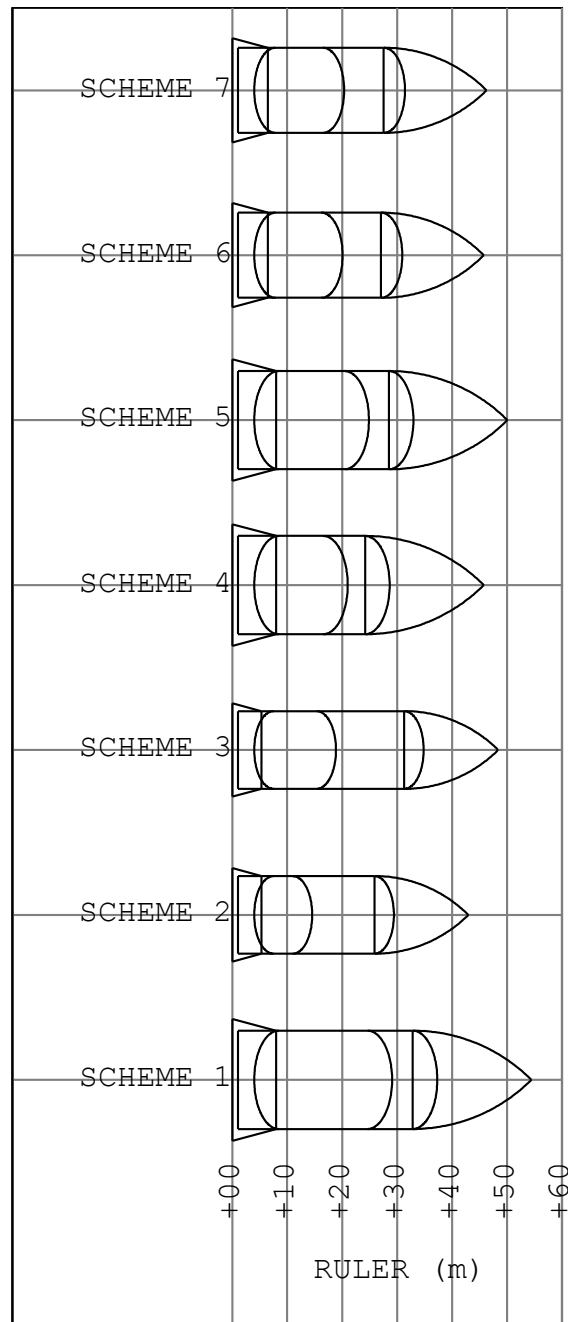 SCHEME 7
SCHEME 6
SCHEME 5
SCHEME 4
SCHEME 3
SCHEME 2
SCHEME 1
+00
+10
+20
+30
+40
+50
+60
RULER (m)